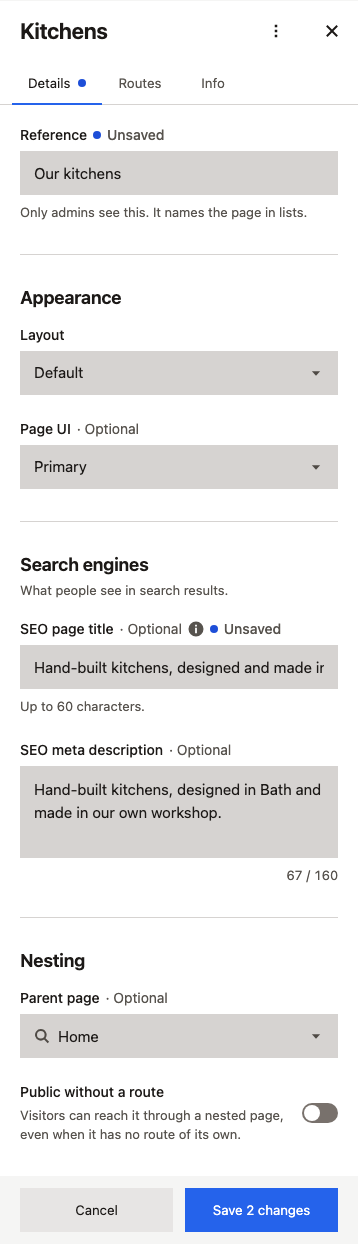 Kitchens
Details
Routes
Info
Reference Unsaved
Our kitchens
Only admins see this. It names the page in lists.
Appearance
Layout
Default
Page UI · Optional
Primary
Search engines
What people see in search results.
SEO page title · Optional Unsaved
Hand-built kitchens, designed and made in
Up to 60 characters.
SEO meta description · Optional
Hand-built kitchens, designed in Bath and
made in our own workshop.
67 / 160
Nesting
Parent page · Optional
Home
Public without a route
Visitors can reach it through a nested page,
even when it has no route of its own.
Cancel
Save 2 changes